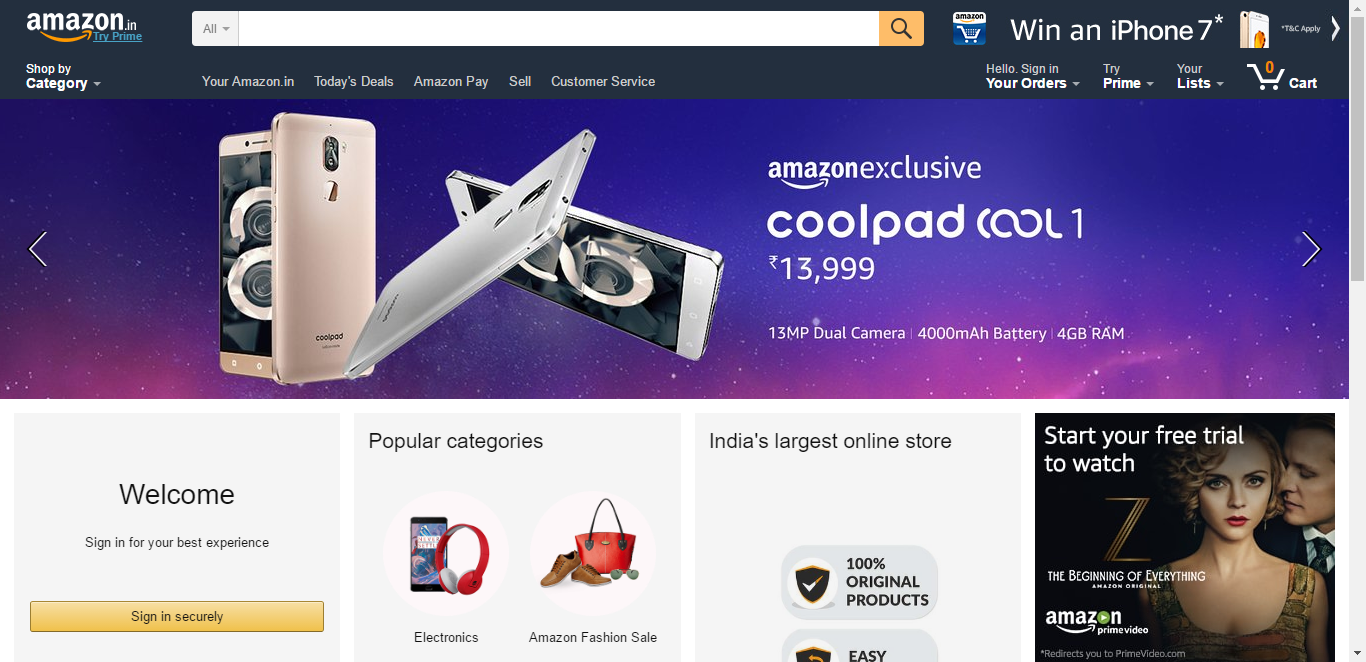 amazon.in
Try Prime
All
amazon
Win an iPhone 7*
*T&C Apply
Shop by
Category
Your Amazon.in
Today's Deals
Amazon Pay
Sell
Customer Service
Hello. Sign in
Your Orders
Try
Prime
Your
Lists
0
Cart
amazonexclusive
coolpad COOL 1
₹13,999
13MP Dual Camera | 4000mAh Battery | 4GB RAM
coolpad
Welcome
Sign in for your best experience
Sign in securely
Popular categories
Electronics
Amazon Fashion Sale
India's largest online store
100%
ORIGINAL
PRODUCTS
EASY
Start your free trial
to watch
Z
THE BEGINNING OF EVERYTHING
AMAZON ORIGINAL
amazon
primevideo
*Redirects you to PrimeVideo.com